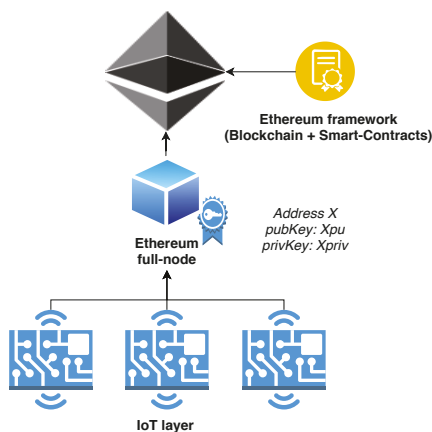 Ethereum framework
(Blockchain + Smart-Contracts)
Ethereum
full-node
Address X
pubKey: Xpu
privKey: Xpriv
IoT layer